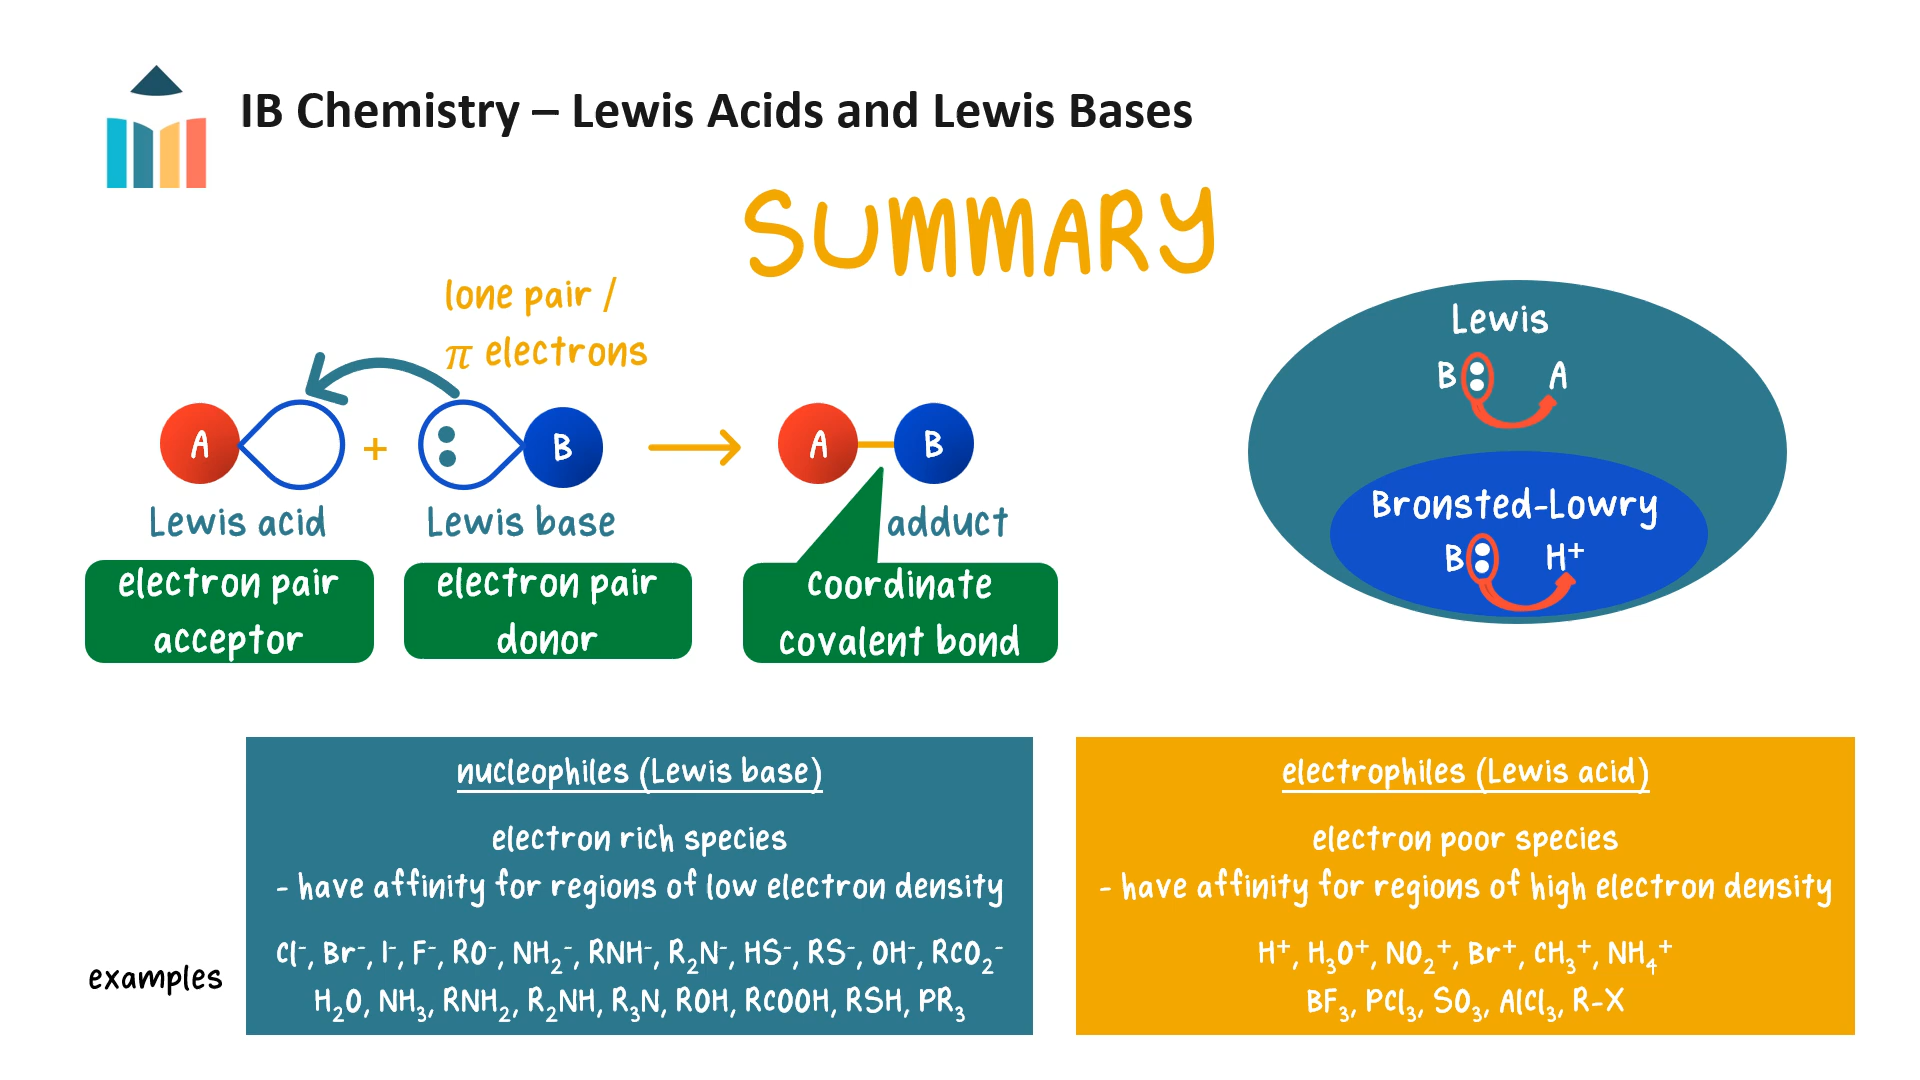 IB Chemistry – Lewis Acids and Lewis Bases
SUMMARY
lone pair /
π electrons
A + B → A B
Lewis acid
Lewis base
adduct
electron pair
acceptor
electron pair
donor
coordinate
covalent bond
Lewis
B A
Bronsted-Lowry
B H⁺
nucleophiles (Lewis base)
electron rich species
- have affinity for regions of low electron density
Cl⁻, Br⁻, I⁻, F⁻, RO⁻, NH₂⁻, RNH⁻, R₂N⁻, HS⁻, RS⁻, OH⁻, RCO₂⁻
H₂O, NH₃, RNH₂, R₂NH, R₃N, ROH, RCOOH, RSH, PR₃
electrophiles (Lewis acid)
electron poor species
- have affinity for regions of high electron density
H⁺, H₃O⁺, NO₂⁺, Br⁺, CH₃⁺, NH₄⁺
BF₃, PCl₃, SO₃, AlCl₃, R-X
examples